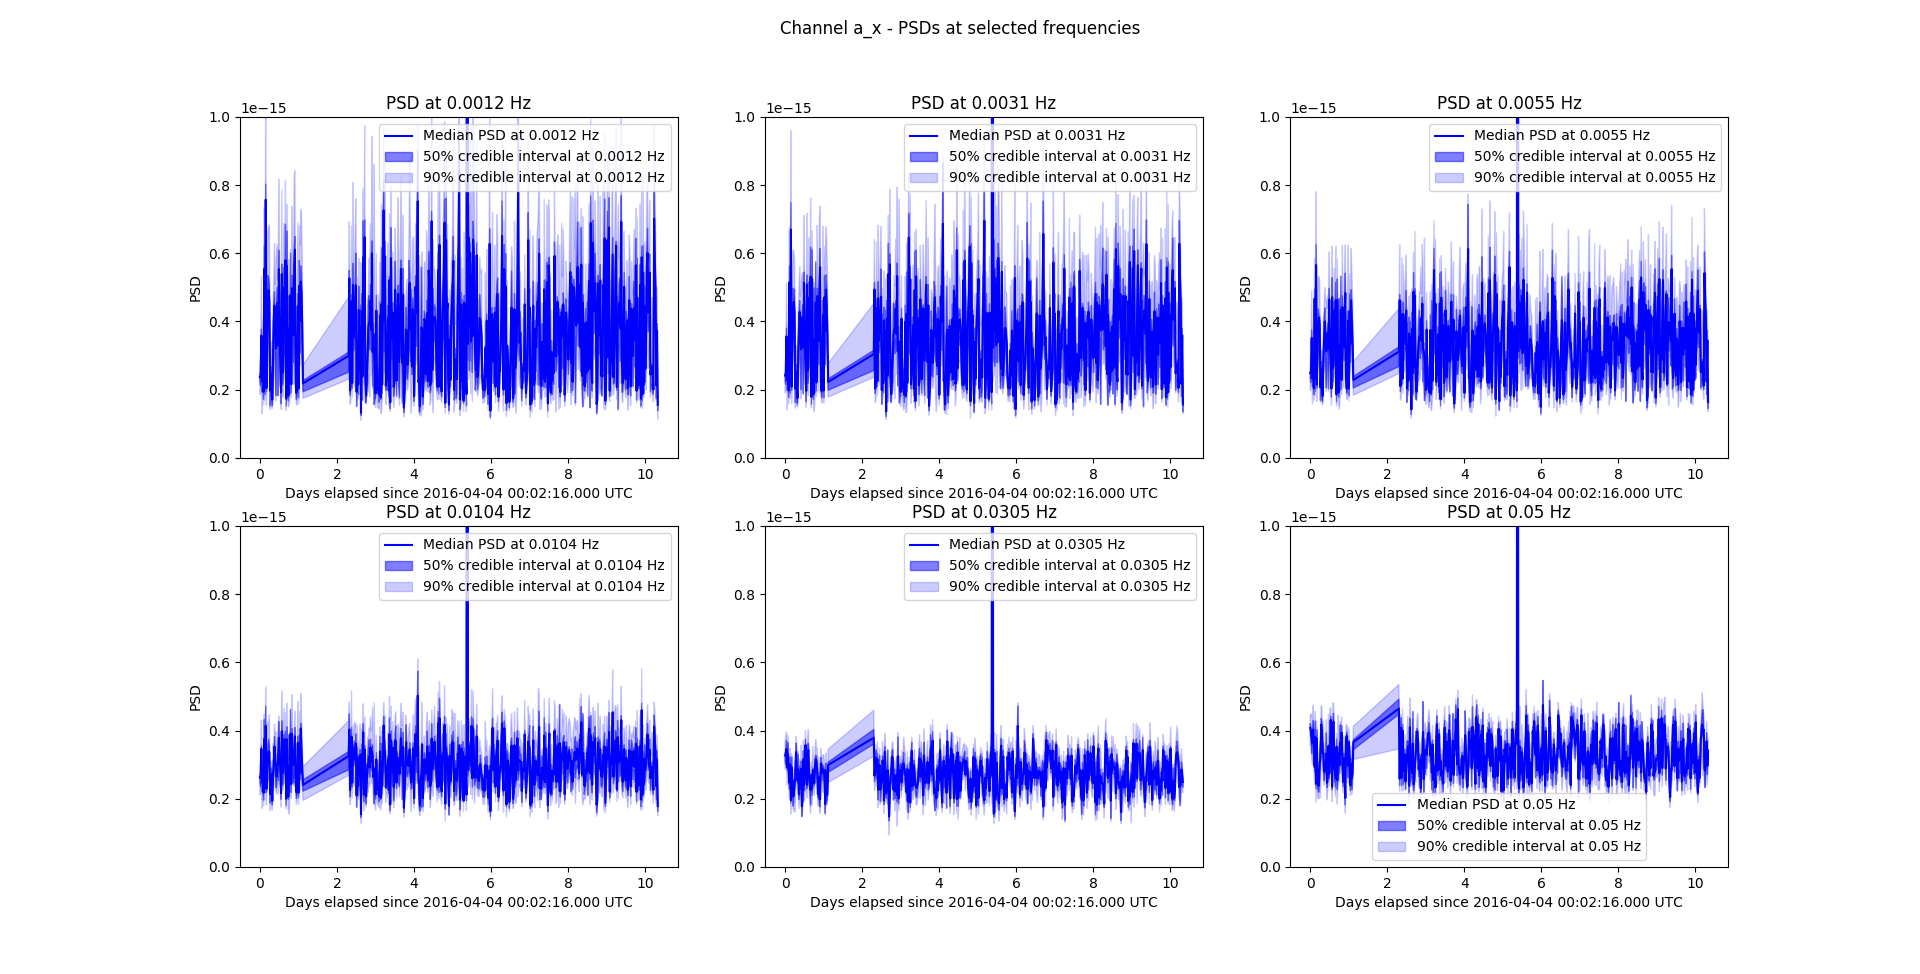 Channel a_x - PSDs at selected frequencies
PSD at 0.0012 Hz
1e−15
Median PSD at 0.0012 Hz
50% credible interval at 0.0012 Hz
90% credible interval at 0.0012 Hz
1.0
0.8
0.6
0.4
0.2
0.0
PSD
0 2 4 6 8 10
Days elapsed since 2016-04-04 00:02:16.000 UTC
PSD at 0.0031 Hz
1e−15
Median PSD at 0.0031 Hz
50% credible interval at 0.0031 Hz
90% credible interval at 0.0031 Hz
1.0
0.8
0.6
0.4
0.2
0.0
PSD
0 2 4 6 8 10
Days elapsed since 2016-04-04 00:02:16.000 UTC
PSD at 0.0055 Hz
1e−15
Median PSD at 0.0055 Hz
50% credible interval at 0.0055 Hz
90% credible interval at 0.0055 Hz
1.0
0.8
0.6
0.4
0.2
0.0
PSD
0 2 4 6 8 10
Days elapsed since 2016-04-04 00:02:16.000 UTC
PSD at 0.0104 Hz
1e−15
Median PSD at 0.0104 Hz
50% credible interval at 0.0104 Hz
90% credible interval at 0.0104 Hz
1.0
0.8
0.6
0.4
0.2
0.0
PSD
0 2 4 6 8 10
Days elapsed since 2016-04-04 00:02:16.000 UTC
PSD at 0.0305 Hz
1e−15
Median PSD at 0.0305 Hz
50% credible interval at 0.0305 Hz
90% credible interval at 0.0305 Hz
1.0
0.8
0.6
0.4
0.2
0.0
PSD
0 2 4 6 8 10
Days elapsed since 2016-04-04 00:02:16.000 UTC
PSD at 0.05 Hz
1e−15
1.0
0.8
0.6
0.4
0.2
0.0
PSD
Median PSD at 0.05 Hz
50% credible interval at 0.05 Hz
90% credible interval at 0.05 Hz
0 2 4 6 8 10
Days elapsed since 2016-04-04 00:02:16.000 UTC